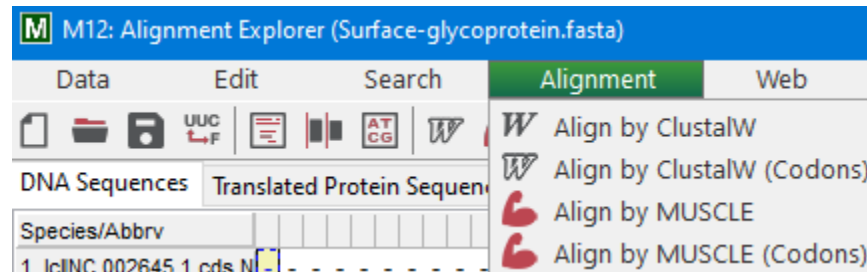 M M12: Alignment Explorer (Surface-glycoprotein.fasta)
Data Edit Search Alignment Web
UUC F AT CG W W Align by ClustalW
W Align by ClustalW (Codons)
DNA Sequences Translated Protein Sequen
Align by MUSCLE
Species/Abbrv
Align by MUSCLE (Codons)
1. lcl|NC 002645.1 cds N - - - - - - - - - -